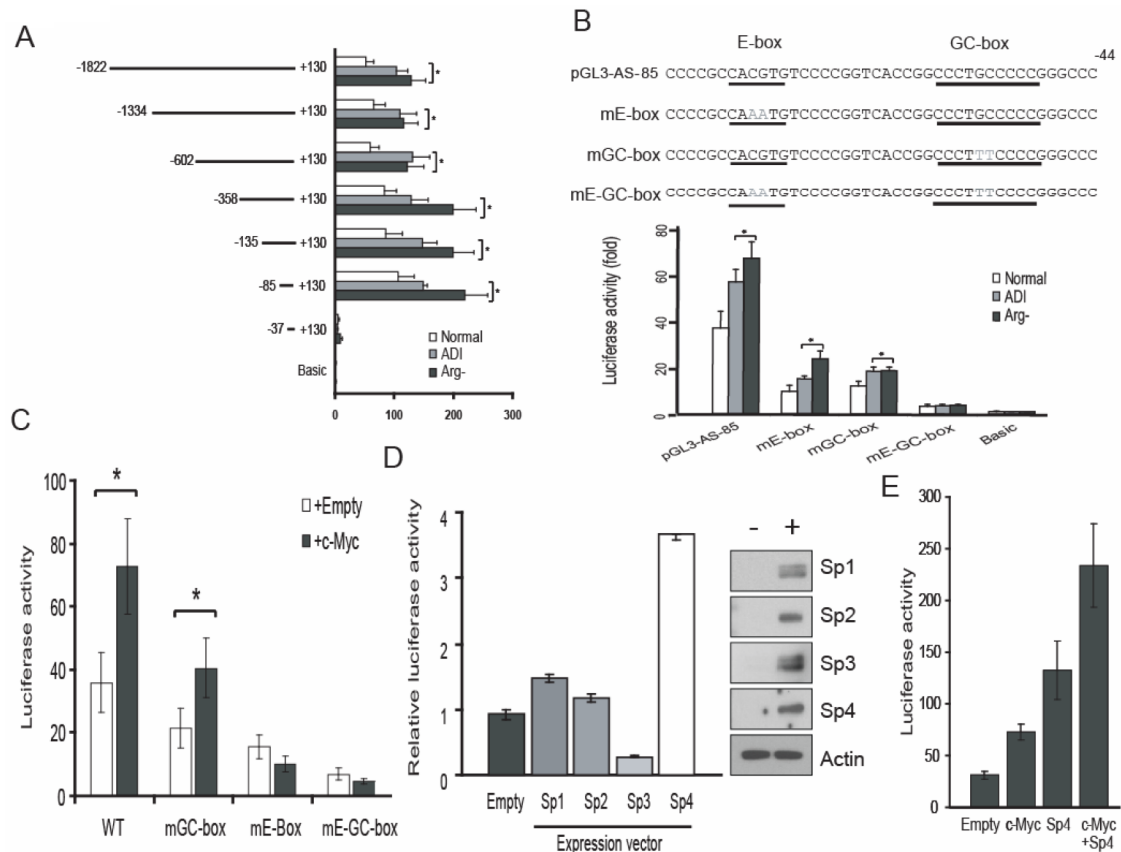 A
-1822 +130
-1334 +130
-602 +130
-358 +130
-135 +130
-85 +130
-37 +130
Basic
*
*
*
*
*
*
Normal
ADI
Arg-
0 100 200 300
B
E-box GC-box
-44
pGL3-AS-85 CCCCGCCACGTGTCCCCGGTCACCGGCCCTGCCCCCGGGCCC
mE-box CCCCGCCAAATGTCCCCGGTCACCGGCCCTGCCCCCGGGCCC
mGC-box CCCCGCCACGTGTCCCCGGTCACCGGCCCTTTCCCCGGGCCC
mE-GC-box CCCCGCCAAATGTCCCCGGTCACCGGCCCTTTCCCCGGGCCC
Luciferase activity (fold)
80
60
40
20
0
* * *
Normal
ADI
Arg-
pGL3-AS-85 mE-box mGC-box mE-GC-box Basic
C
Luciferase activity
100
80
60
40
20
0
* *
+Empty
+c-Myc
WT mGC-box mE-Box mE-GC-box
D
Relative luciferase activity
4
3
2
1
0
Empty Sp1 Sp2 Sp3 Sp4
Expression vector
- +
Sp1
Sp2
Sp3
Sp4
Actin
E
Luciferase activity
300
250
200
150
100
50
0
Empty c-Myc Sp4 c-Myc
+Sp4